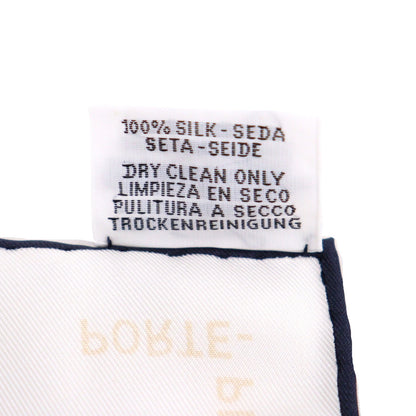 100% SILK - SEDA
SETA - SEIDE
DRY CLEAN ONLY
LIMPIEZA EN SECO
PULITURA A SECCO
TROCKENREINIGUNG
PORTE-